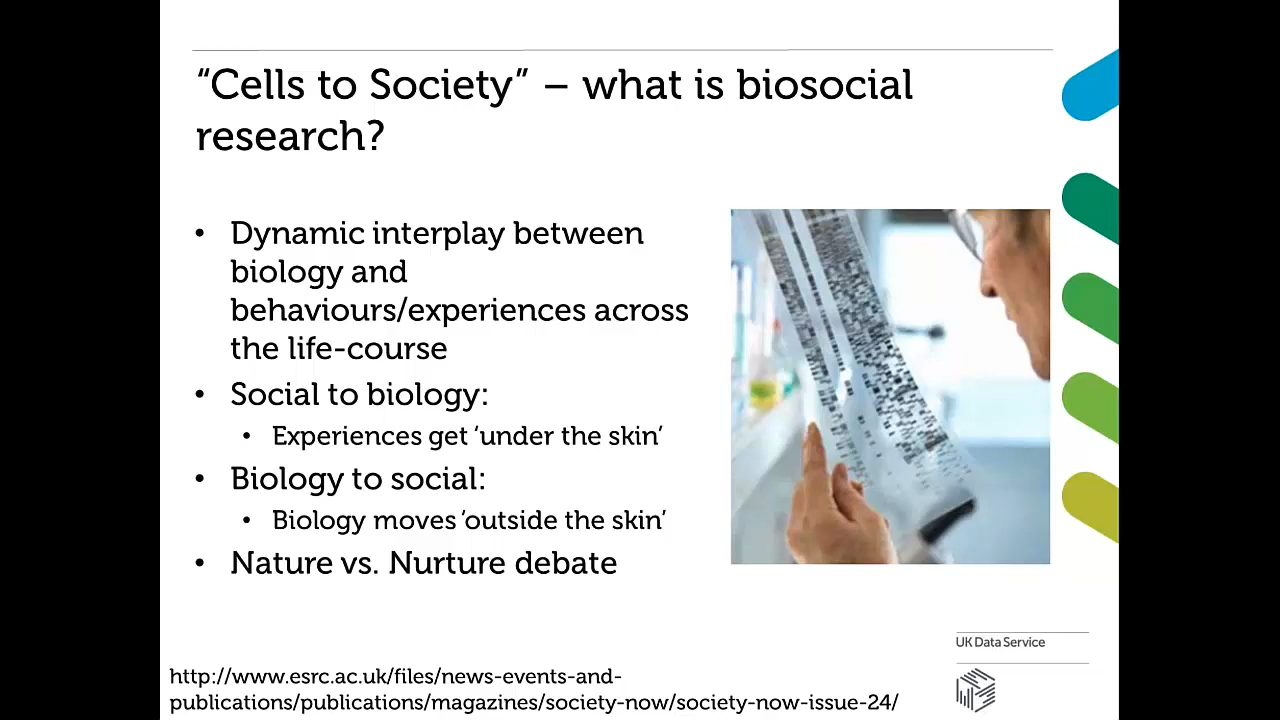 “Cells to Society” – what is biosocial
research?
• Dynamic interplay between
biology and
behaviours/experiences across
the life-course
• Social to biology:
• Experiences get ‘under the skin’
• Biology to social:
• Biology moves ‘outside the skin’
• Nature vs. Nurture debate
UK Data Service
http://www.esrc.ac.uk/files/news-events-and-
publications/publications/magazines/society-now/society-now-issue-24/